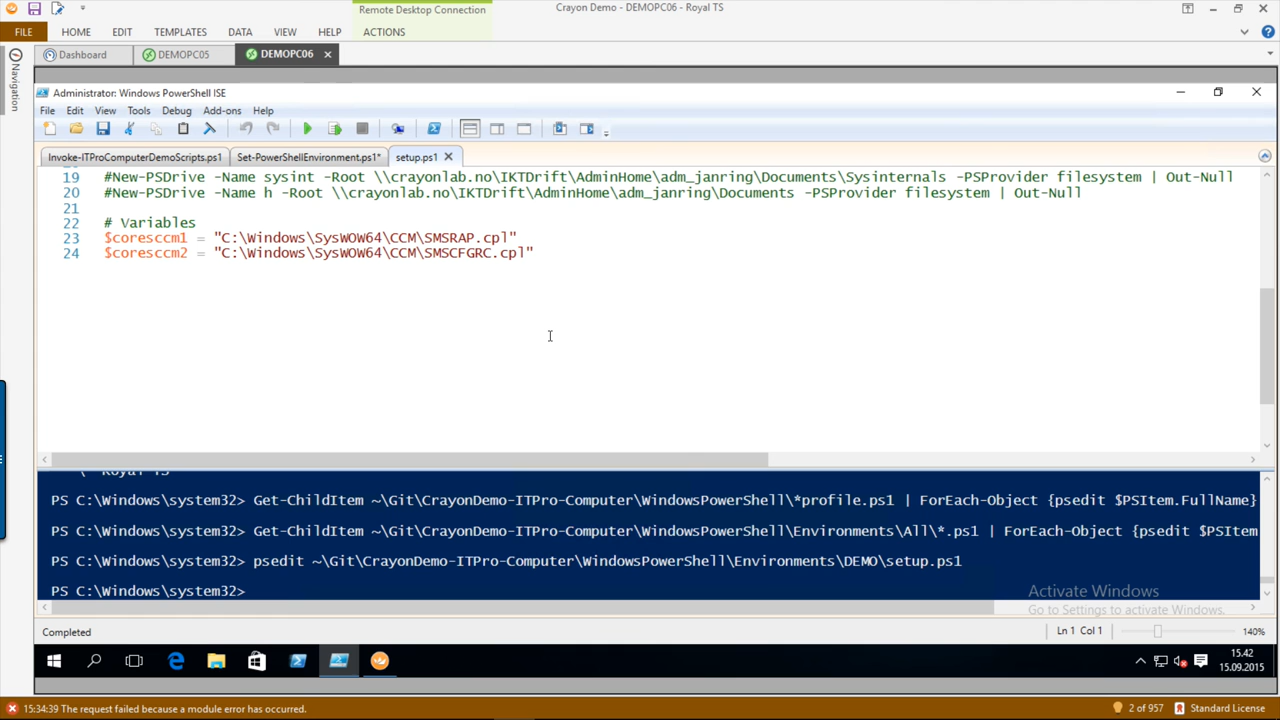 Remote Desktop Connection
Crayon Demo - DEMOPC06 - Royal TS
FILE HOME EDIT TEMPLATES DATA VIEW HELP ACTIONS
Dashboard DEMOPC05 DEMOPC06
Navigation
Administrator: Windows PowerShell ISE
File Edit View Tools Debug Add-ons Help
Invoke-ITProComputerDemoScripts.ps1 Set-PowerShellEnvironment.ps1* setup.ps1
19 #New-PSDrive -Name sysint -Root \\crayonlab.no\IKTDrift\AdminHome\adm_janring\Documents\Sysinternals -PSProvider filesystem | Out-Null
20 #New-PSDrive -Name h -Root \\crayonlab.no\IKTDrift\AdminHome\adm_janring\Documents -PSProvider filesystem | Out-Null
21
22 # Variables
23 $coresccm1 = "C:\Windows\SysWOW64\CCM\SMSRAP.cpl"
24 $coresccm2 = "C:\Windows\SysWOW64\CCM\SMSCFGRC.cpl"
PS C:\Windows\system32> Get-ChildItem ~\Git\CrayonDemo-ITPro-Computer\WindowsPowerShell\*profile.ps1 | ForEach-Object {psedit $PSItem.FullName}
PS C:\Windows\system32> Get-ChildItem ~\Git\CrayonDemo-ITPro-Computer\WindowsPowerShell\Environments\All\*.ps1 | ForEach-Object {psedit $PSItem
PS C:\Windows\system32> psedit ~\Git\CrayonDemo-ITPro-Computer\WindowsPowerShell\Environments\DEMO\setup.ps1
PS C:\Windows\system32>
Activate Windows
Go to Settings to activate Windows.
Completed Ln 1 Col 1 140%
15.42
15.09.2015
15:34:39 The request failed because a module error has occurred. 2 of 957 Standard License